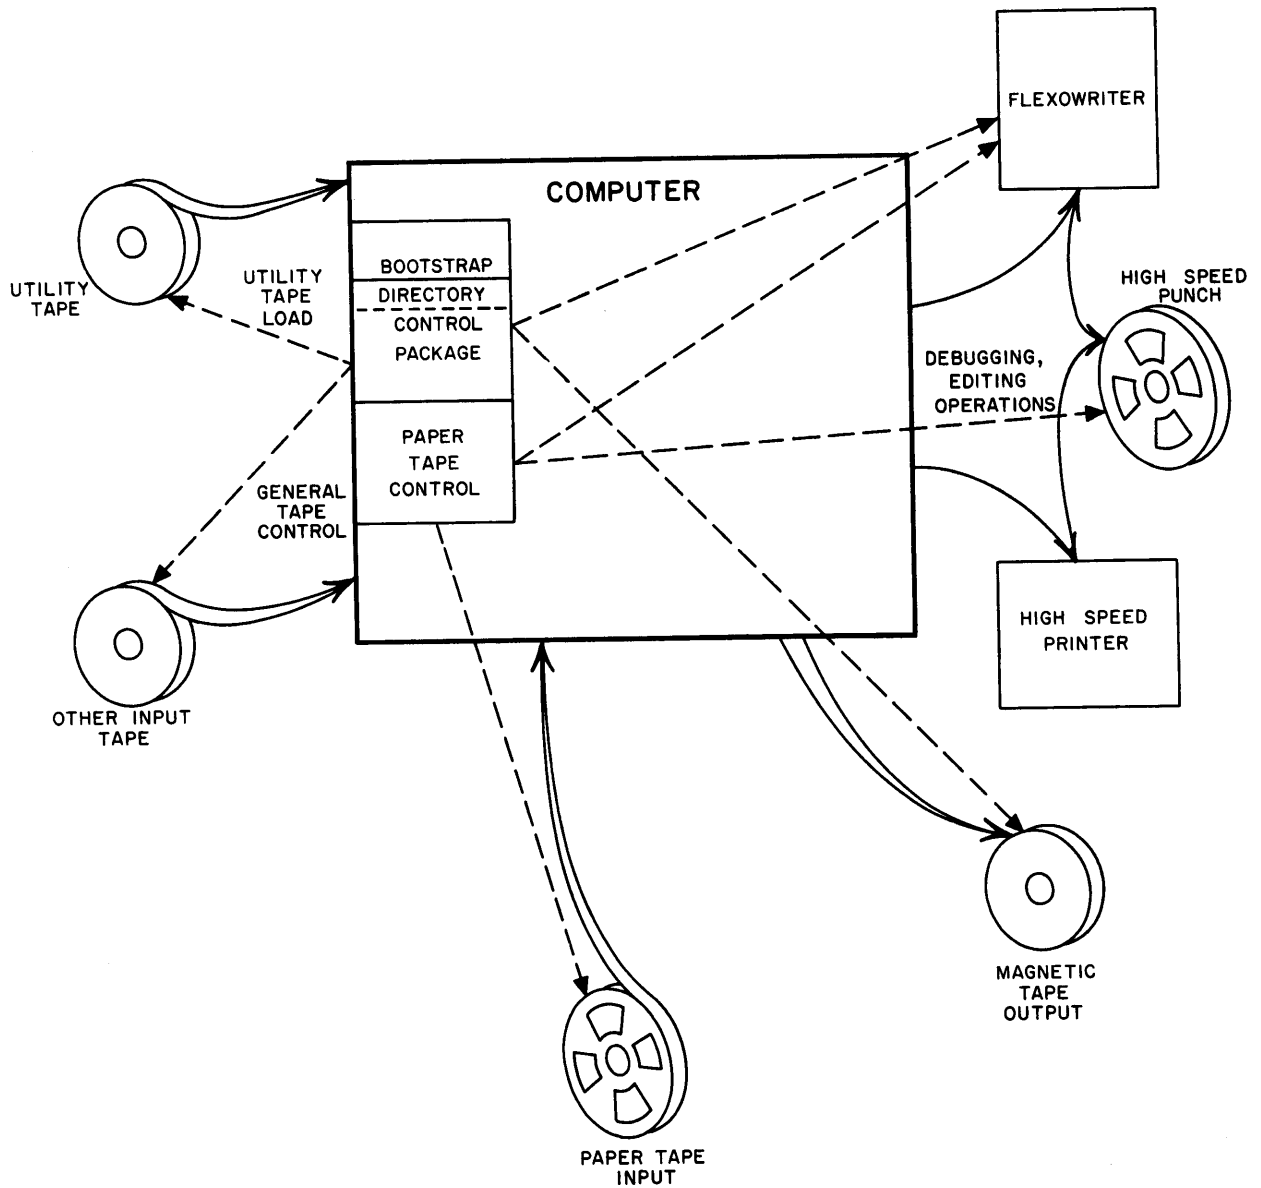 FLEXOWRITER
COMPUTER
BOOTSTRAP
DIRECTORY
CONTROL
PACKAGE
PAPER
TAPE
CONTROL
UTILITY
TAPE
UTILITY
TAPE
LOAD
GENERAL
TAPE
CONTROL
OTHER INPUT
TAPE
HIGH SPEED
PUNCH
DEBUGGING,
EDITING
OPERATIONS
HIGH SPEED
PRINTER
MAGNETIC
TAPE
OUTPUT
PAPER TAPE
INPUT